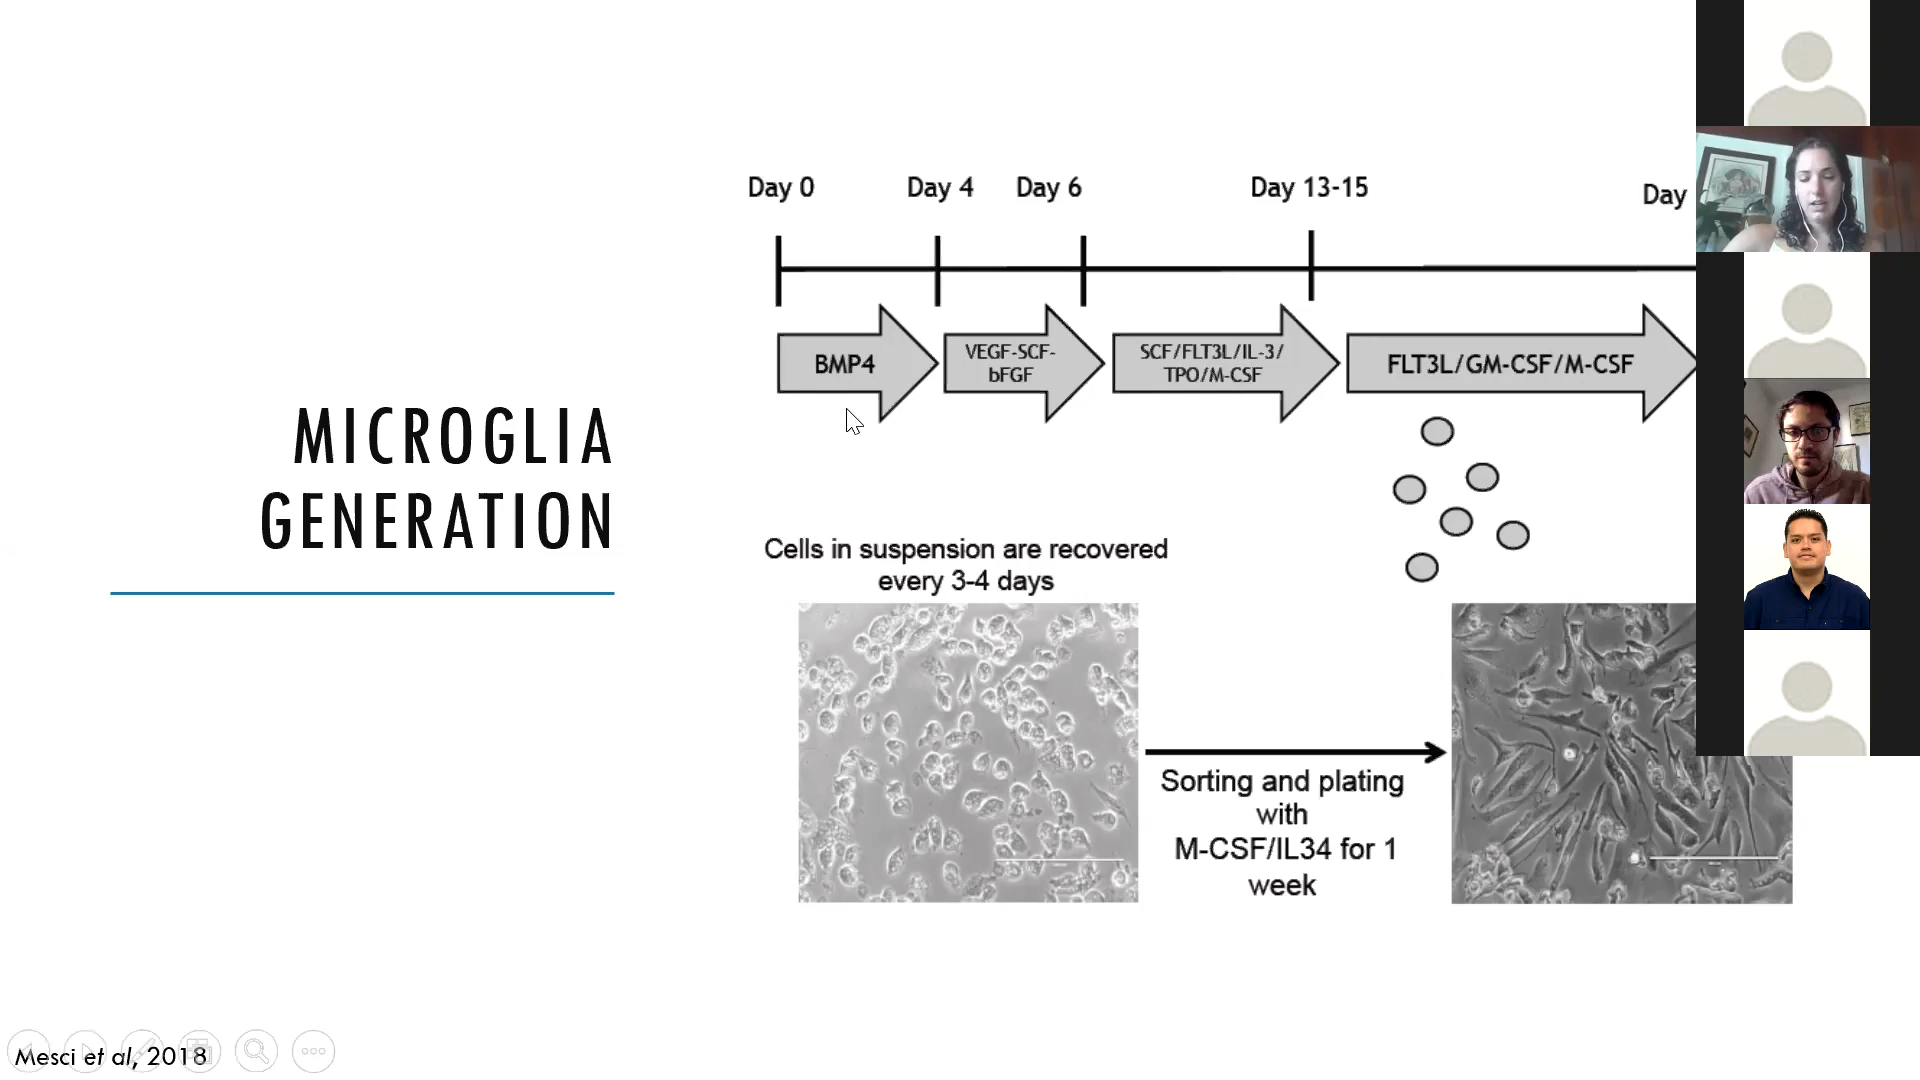 MICROGLIA
GENERATION
Day 0
Day 4
Day 6
Day 13-15
Day
BMP4
VEGF-SCF-
bFGF
SCF/FLT3L/IL-3/
TPO/M-CSF
FLT3L/GM-CSF/M-CSF
Cells in suspension are recovered
every 3-4 days
Sorting and plating
with
M-CSF/IL34 for 1
week
Mesci et al, 2018